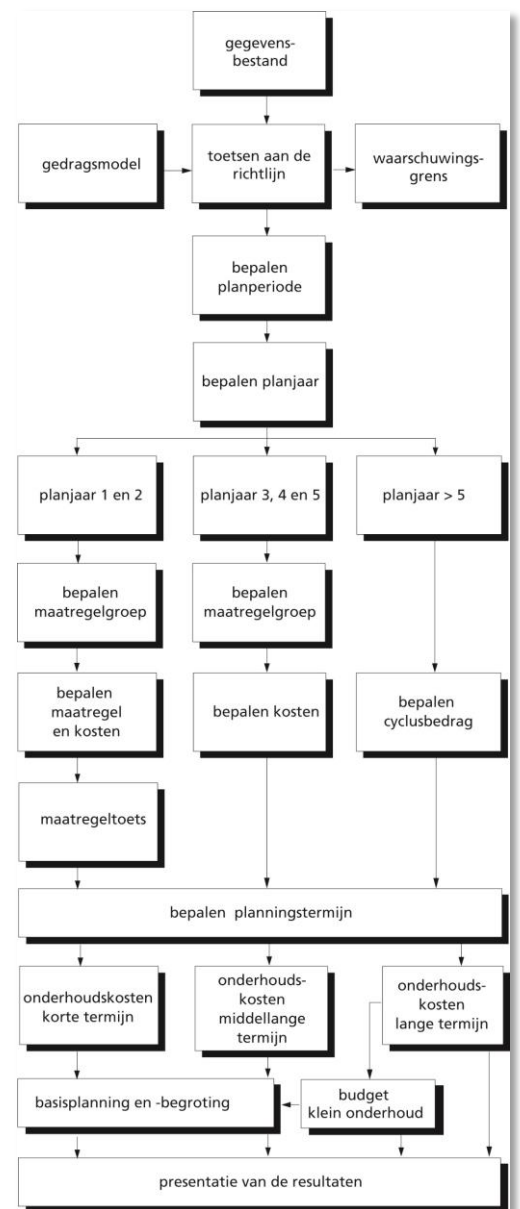 gegevens-
bestand
gedragsmodel
toetsen aan de
richtlijn
waarschuwings-
grens
bepalen
planperiode
bepalen planjaar
planjaar 1 en 2
planjaar 3, 4 en 5
planjaar > 5
bepalen
maatregelgroep
bepalen
maatregelgroep
bepalen
maatregel
en kosten
bepalen kosten
bepalen
cyclusbedrag
maatregeltoets
bepalen planningstermijn
onderhoudskosten
korte termijn
onderhouds-
kosten
middellange
termijn
onderhouds-
kosten
lange termijn
basisplanning en -begroting
budget
klein onderhoud
presentatie van de resultaten